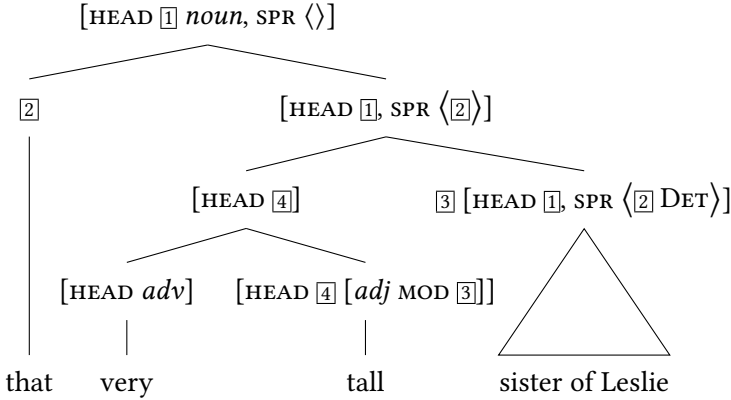 [HEAD 1 noun, SPR ⟨⟩]
2 [HEAD 1, SPR ⟨2⟩]
[HEAD 4] 3 [HEAD 1, SPR ⟨2 DET⟩]
[HEAD adv] [HEAD 4 [adj MOD 3]]
that very tall sister of Leslie